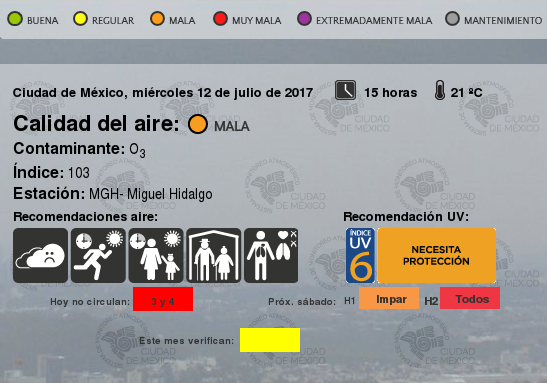 BUENA REGULAR MALA MUY MALA EXTREMADAMENTE MALA MANTENIMIENTO
Ciudad de México, miércoles 12 de julio de 2017 15 horas 21 ºC
Calidad del aire: MALA
Contaminante: O3
Índice: 103
Estación: MGH- Miguel Hidalgo
Recomendaciones aire: Recomendación UV:
ÍNDICE
UV
6
NECESITA
PROTECCIÓN
Hoy no circulan: 3 y 4 Próx. sábado: H1 Impar H2 Todos
Este mes verifican:
CIUDAD
DE MÉXICO